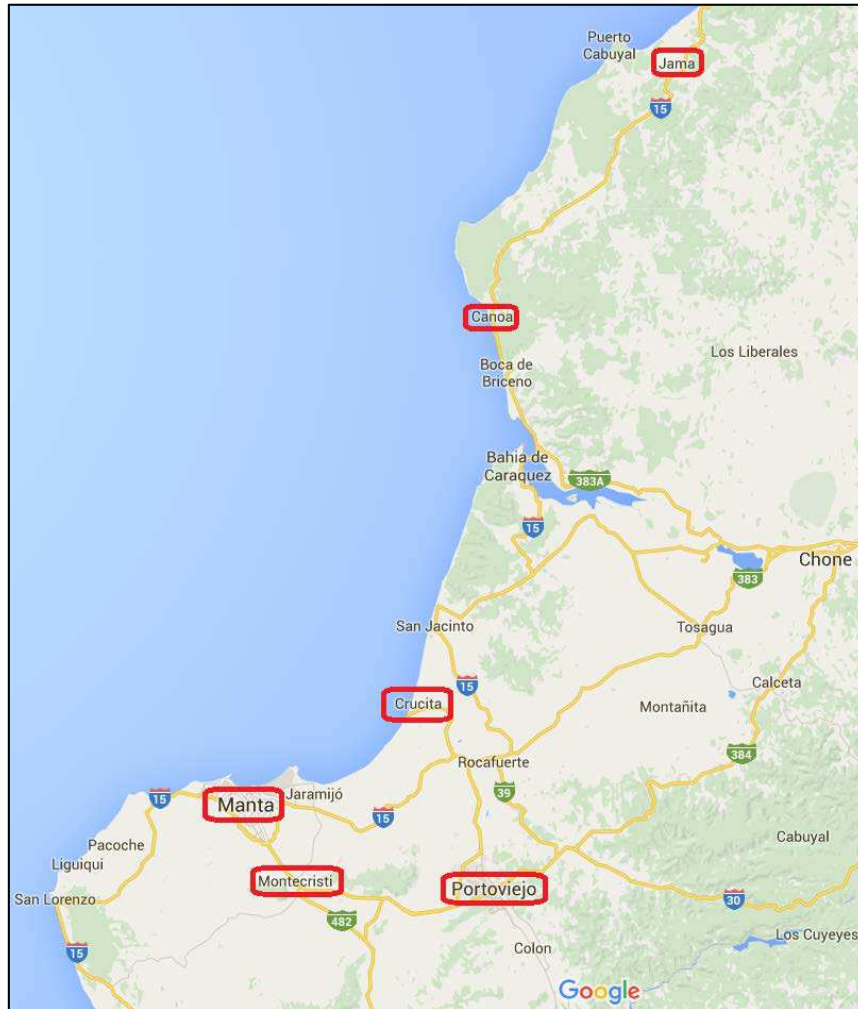 Puerto
Cabuyal
Jama
15
Canoa
Los Liberales
Boca de
Briceno
Bahia de
Caraquez
383A
15
Chone
383
San Jacinto
Tosagua
15
Calceta
Crucita
Montañita
384
Rocafuerte
Jaramijó
15
39
Manta
15
Cabuyal
Pacoche
Liguiqui
Montecristi
Portoviejo
San Lorenzo
30
482
Los Cuyeyes
Colon
15
Google